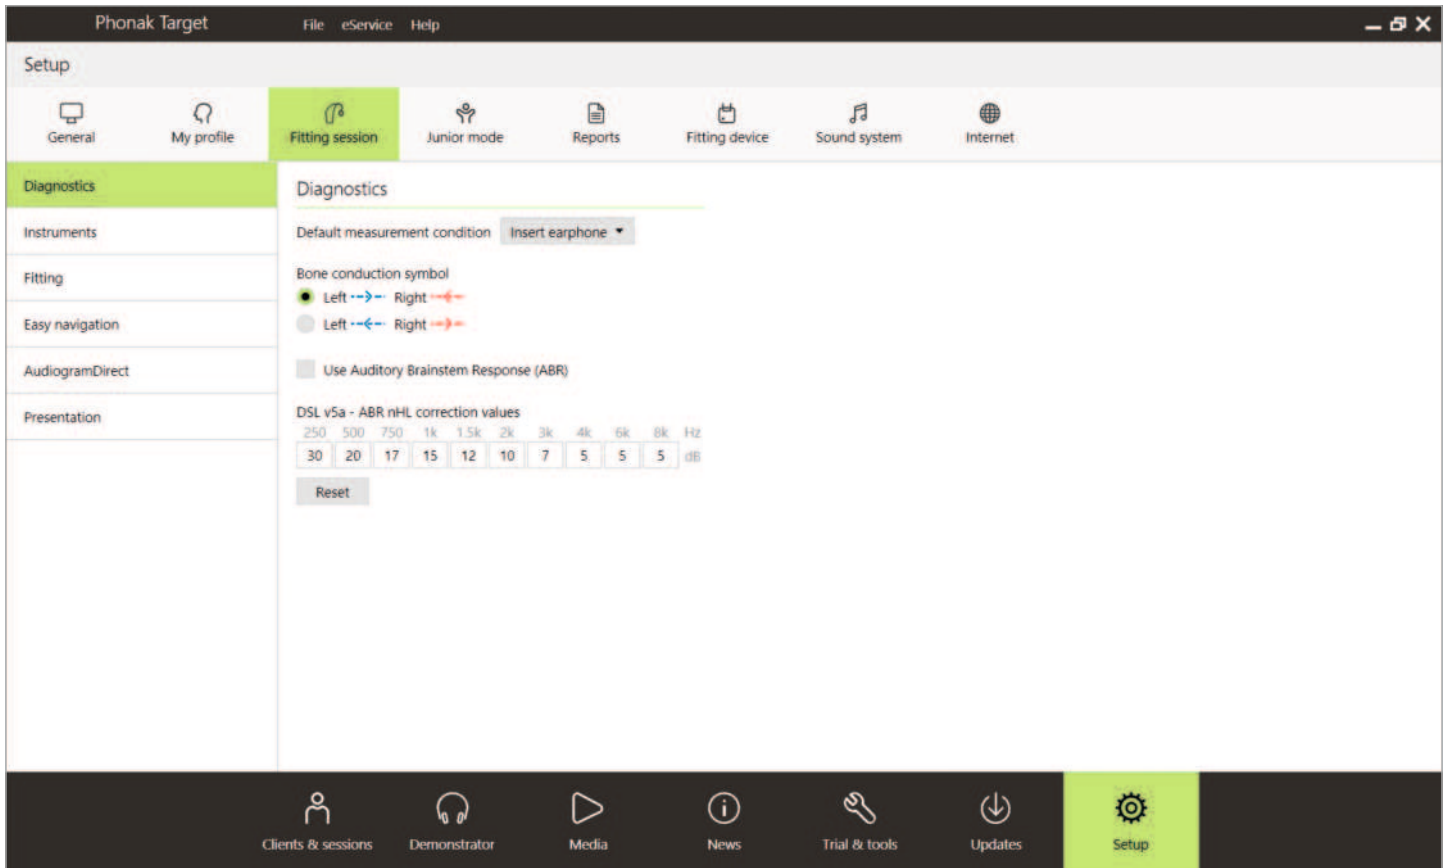 Phonak Target File eService Help
Setup
General My profile Fitting session Junior mode Reports Fitting device Sound system Internet
Diagnostics
Instruments
Fitting
Easy navigation
AudiogramDirect
Presentation
Diagnostics
Default measurement condition Insert earphone
Bone conduction symbol
Left Right
Left Right
Use Auditory Brainstem Response (ABR)
DSL v5a - ABR nHL correction values
250 500 750 1k 1.5k 2k 3k 4k 6k 8k Hz
30 20 17 15 12 10 7 5 5 5 dB
Reset
Clients & sessions Demonstrator Media News Trial & tools Updates Setup